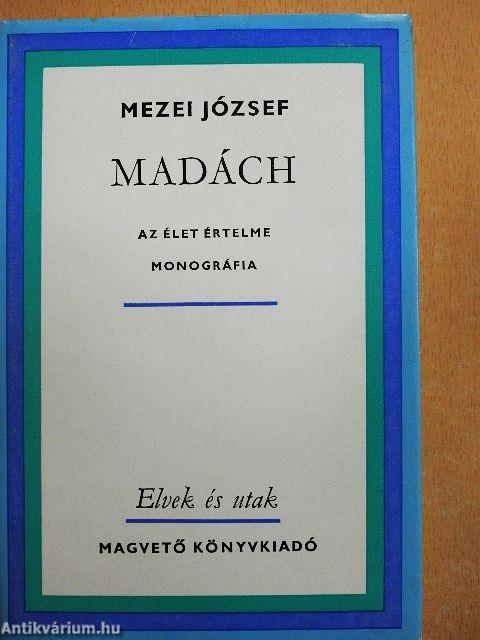 MEZEI JÓZSEF
MADÁCH
AZ ÉLET ÉRTELME
MONOGRÁFIA
Elvek és utak
MAGVETŐ KÖNYVKIADÓ
Antikvárium.hu